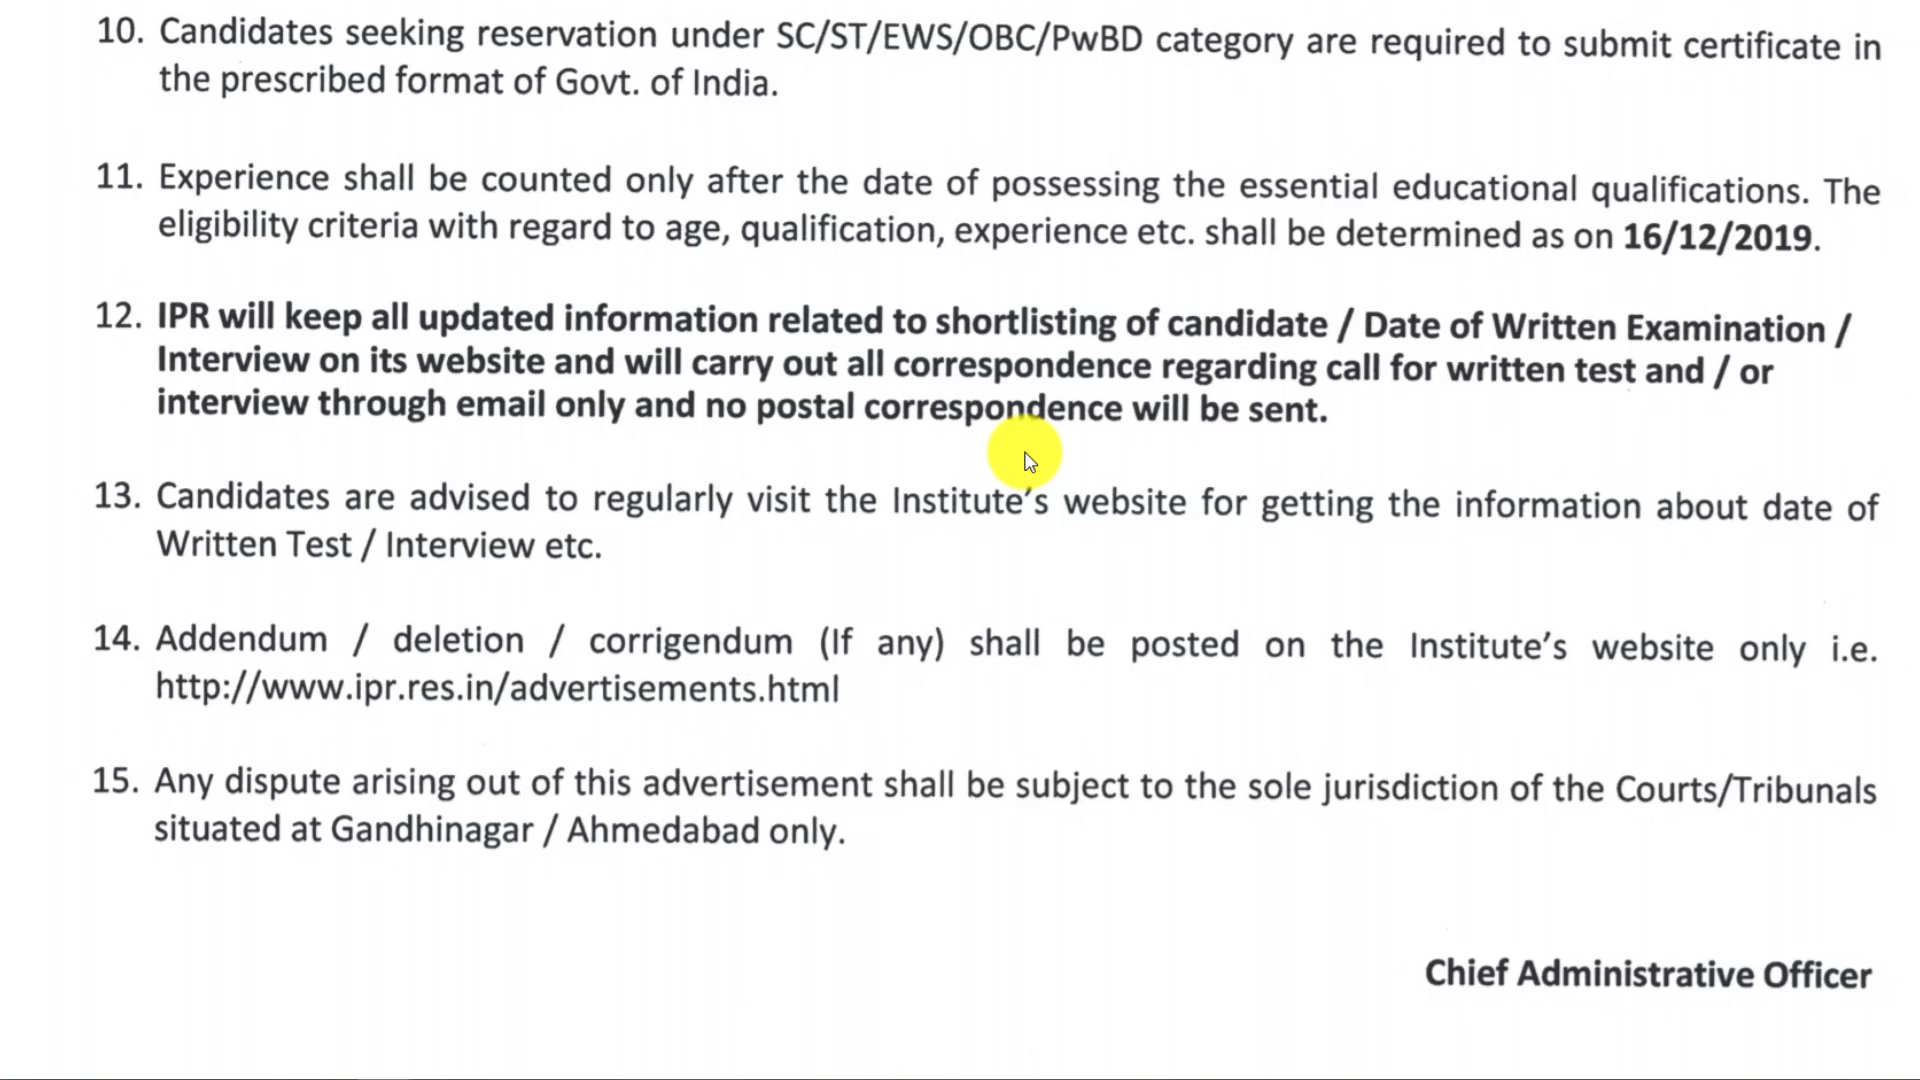 10. Candidates seeking reservation under SC/ST/EWS/OBC/PwBD category are required to submit certificate in
the prescribed format of Govt. of India.
11. Experience shall be counted only after the date of possessing the essential educational qualifications. The
eligibility criteria with regard to age, qualification, experience etc. shall be determined as on 16/12/2019.
12. IPR will keep all updated information related to shortlisting of candidate / Date of Written Examination /
Interview on its website and will carry out all correspondence regarding call for written test and / or
interview through email only and no postal correspondence will be sent.
13. Candidates are advised to regularly visit the Institute's website for getting the information about date of
Written Test / Interview etc.
14. Addendum / deletion / corrigendum (If any) shall be posted on the Institute's website only i.e.
http://www.ipr.res.in/advertisements.html
15. Any dispute arising out of this advertisement shall be subject to the sole jurisdiction of the Courts/Tribunals
situated at Gandhinagar / Ahmedabad only.
Chief Administrative Officer